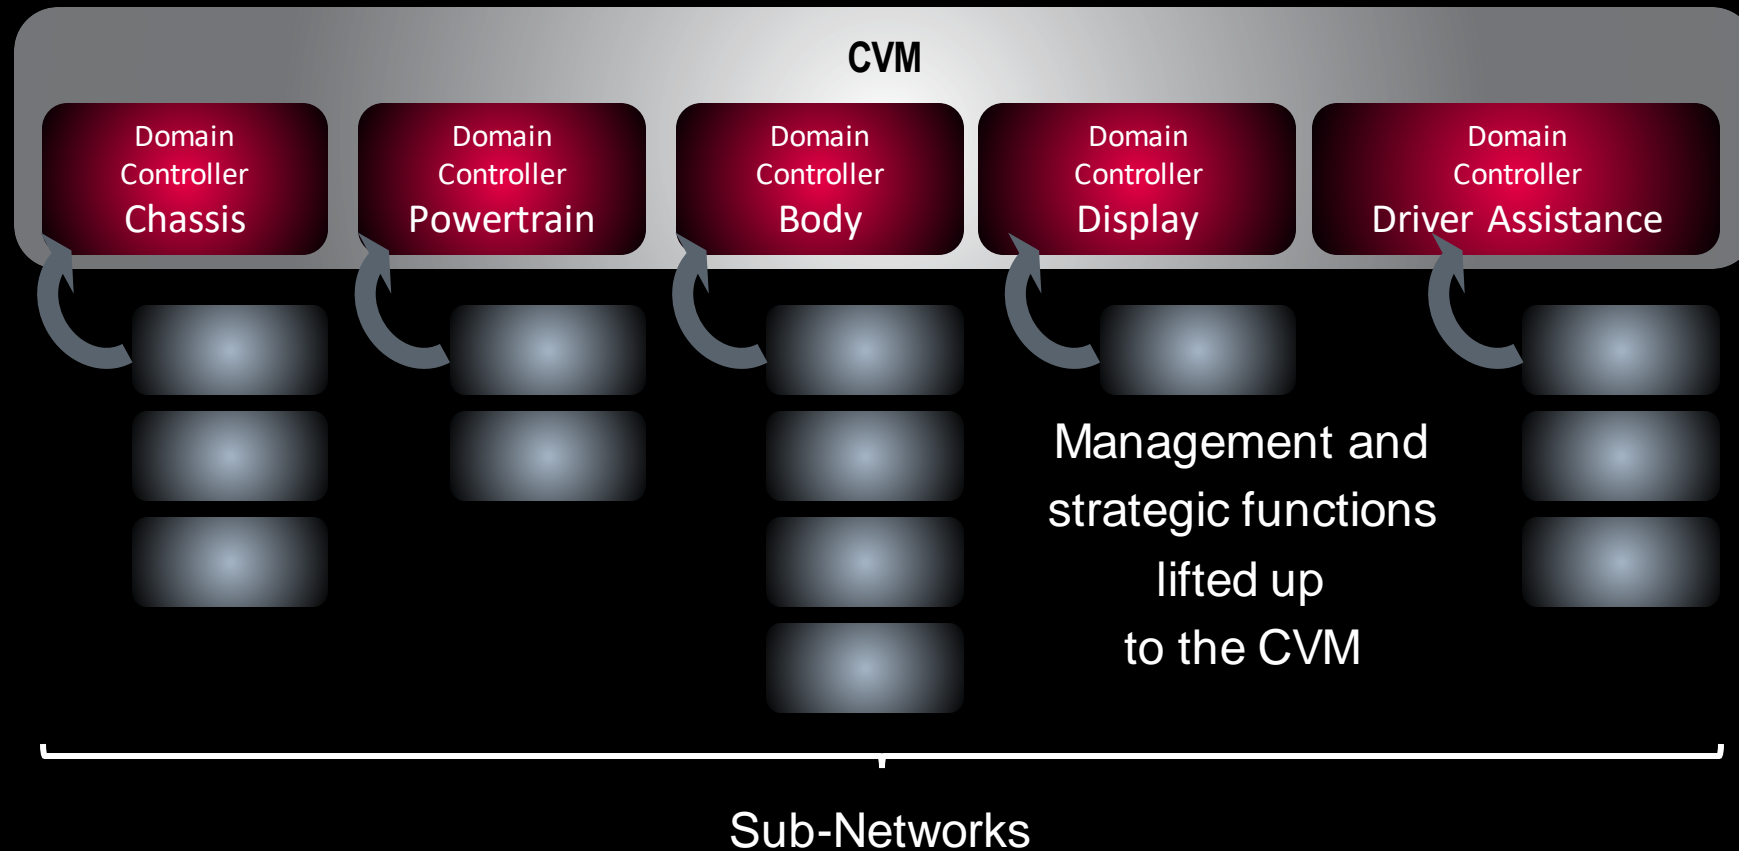 CVM
Domain
Controller
Chassis
Domain
Controller
Powertrain
Domain
Controller
Body
Domain
Controller
Display
Domain
Controller
Driver Assistance
Management and
strategic functions
lifted up
to the CVM
Sub-Networks